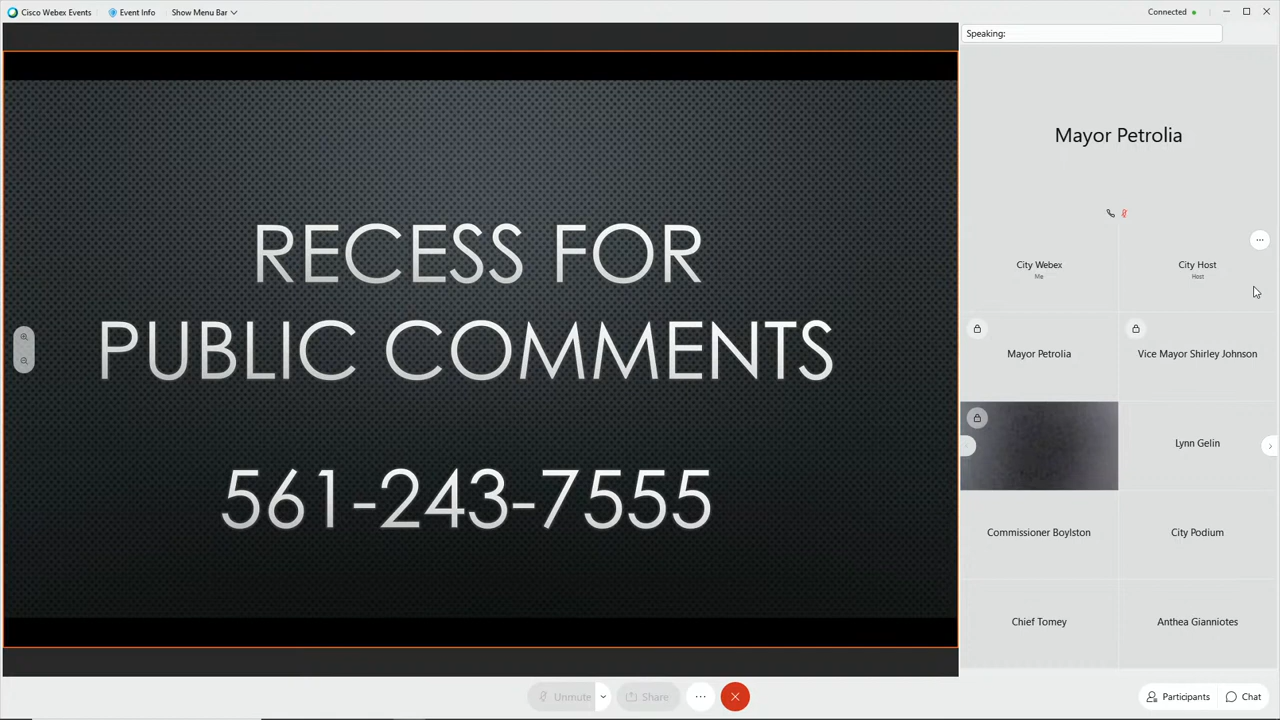 Cisco Webex Events
Event Info
Show Menu Bar
Connected
Speaking:
RECESS FOR
PUBLIC COMMENTS
561-243-7555
Mayor Petrolia
City Webex
Me
City Host
Host
Mayor Petrolia
Vice Mayor Shirley Johnson
Lynn Gelin
Commissioner Boylston
City Podium
Chief Tomey
Anthea Gianniotes
Unmute
Share
Participants
Chat